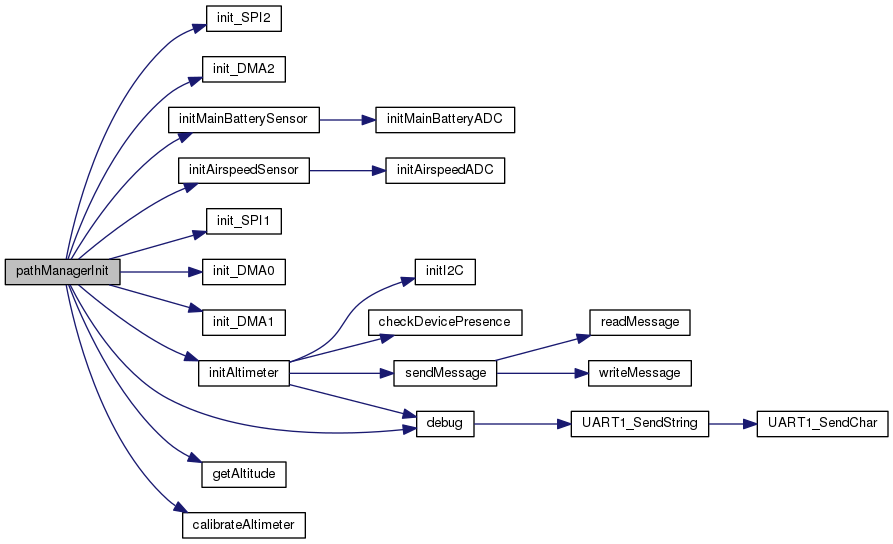 init_SPI2
init_DMA2
initMainBatterySensor
initMainBatteryADC
initAirspeedSensor
initAirspeedADC
init_SPI1
pathManagerInit
init_DMA0
initI2C
init_DMA1
checkDevicePresence
readMessage
initAltimeter
sendMessage
writeMessage
debug
UART1_SendString
UART1_SendChar
getAltitude
calibrateAltimeter